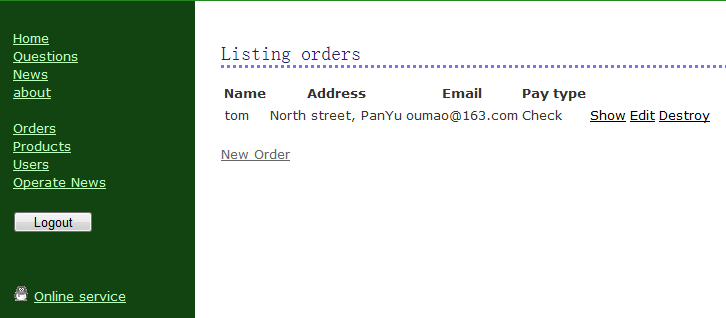 Home
Questions
News
about
Orders
Products
Users
Operate News
Logout
Online service
Listing orders
Name Address Email Pay type
tom North street, PanYu oumao@163.com Check Show Edit Destroy
New Order